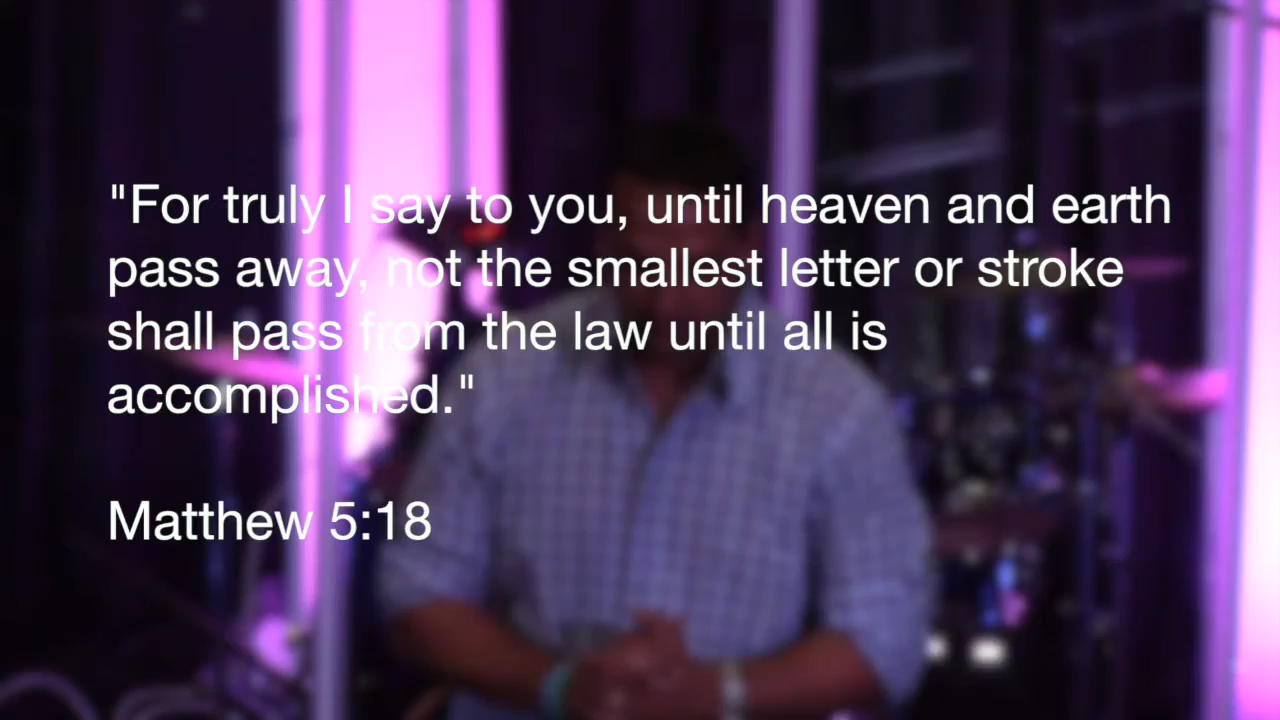 "For truly I say to you, until heaven and earth
pass away, not the smallest letter or stroke
shall pass from the law until all is
accomplished."
Matthew 5:18